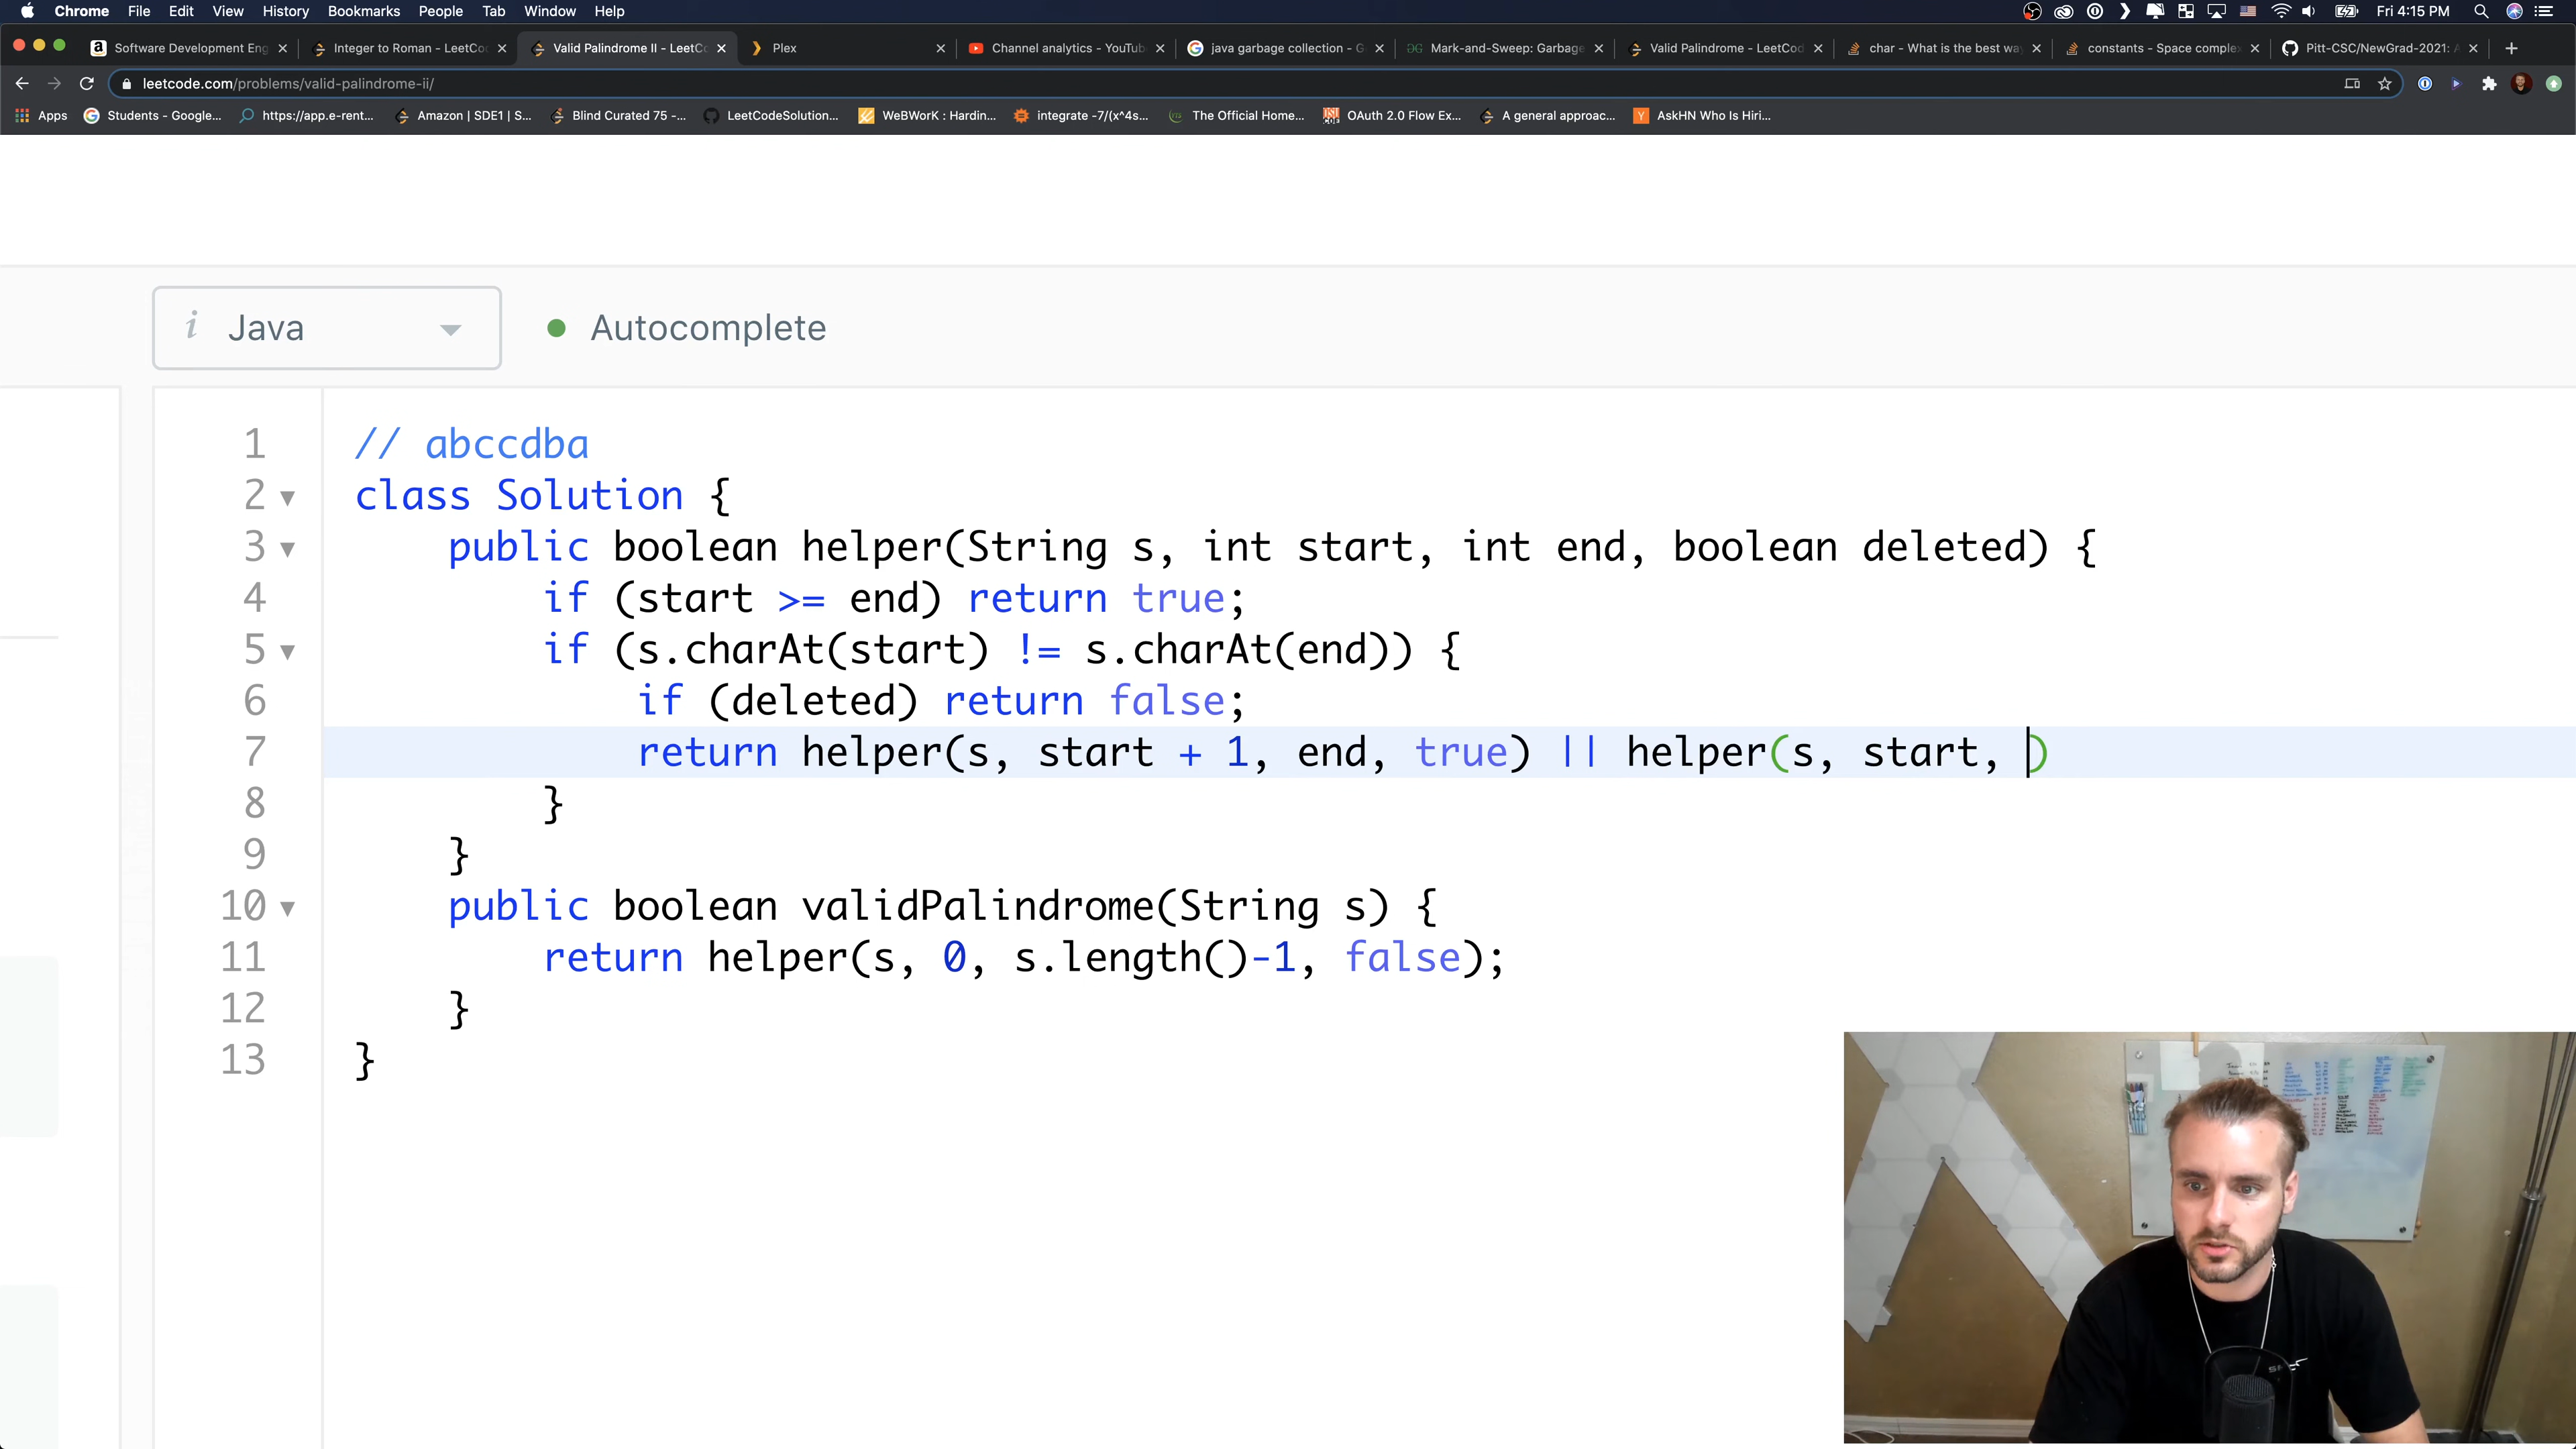 Chrome File Edit View History Bookmarks People Tab Window Help Fri 4:15 PM
Software Development Eng Integer to Roman - LeetCo Valid Palindrome II - LeetCo Plex Channel analytics - YouTub java garbage collection - G Mark-and-Sweep: Garbage Valid Palindrome - LeetCod char - What is the best wa constants - Space comple Pitt-CSC/NewGrad-2021: A
leetcode.com/problems/valid-palindrome-ii/
Apps Students - Google... https://app.e-rent... Amazon | SDE1 | S... Blind Curated 75 -... LeetCodeSolution... WeBWorK : Hardin... integrate -7/(x^4s... The Official Home... OAuth 2.0 Flow Ex... A general approac... AskHN Who Is Hiri...
i Java Autocomplete
1 // abccdba
2 class Solution {
3 public boolean helper(String s, int start, int end, boolean deleted) {
4 if (start >= end) return true;
5 if (s.charAt(start) != s.charAt(end)) {
6 if (deleted) return false;
7 return helper(s, start + 1, end, true) || helper(s, start, )
8 }
9 }
10 public boolean validPalindrome(String s) {
11 return helper(s, 0, s.length()-1, false);
12 }
13 }